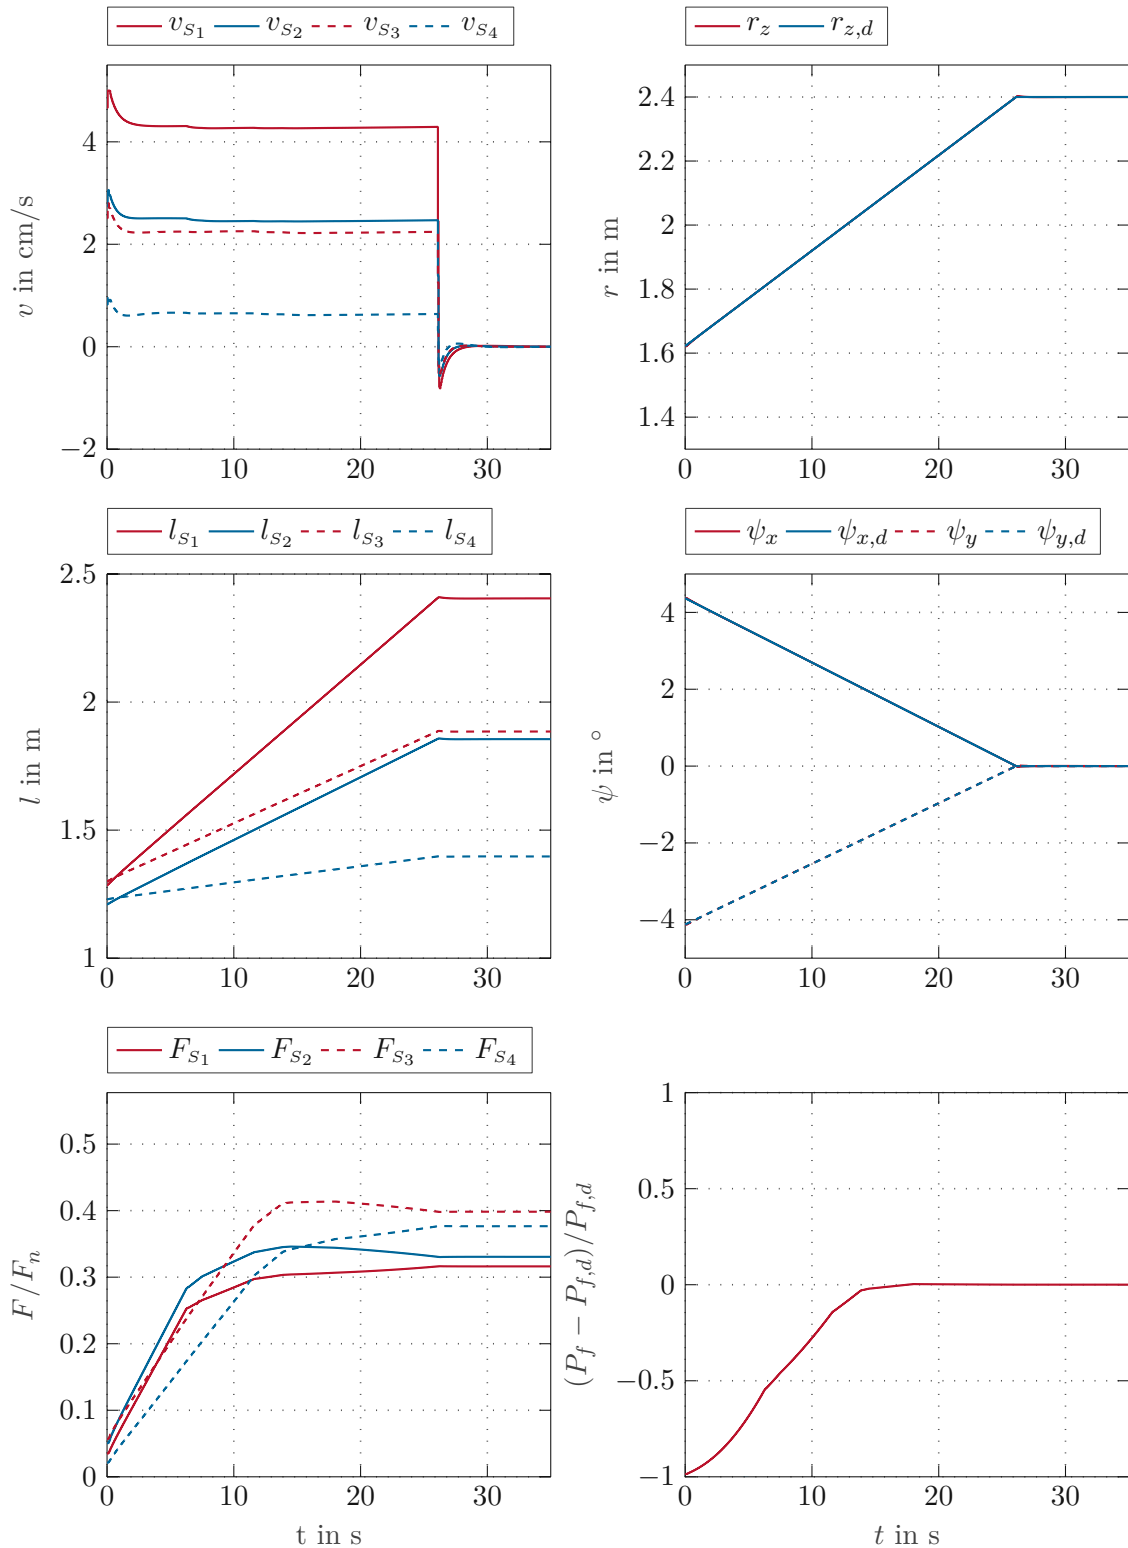 v_{S_1} v_{S_2} v_{S_3} v_{S_4}
4
2
0
−2
0 10 20 30
v in cm/s
r_z r_{z,d}
2.4
2.2
2
1.8
1.6
1.4
0 10 20 30
r in m
l_{S_1} l_{S_2} l_{S_3} l_{S_4}
2.5
2
1.5
1
0 10 20 30
l in m
ψ_x ψ_{x,d} ψ_y ψ_{y,d}
4
2
0
−2
−4
0 10 20 30
ψ in °
F_{S_1} F_{S_2} F_{S_3} F_{S_4}
0.5
0.4
0.3
0.2
0.1
0
0 10 20 30
F/F_n
t in s
1
0.5
0
−0.5
−1
0 10 20 30
(P_f − P_{f,d})/P_{f,d}
t in s